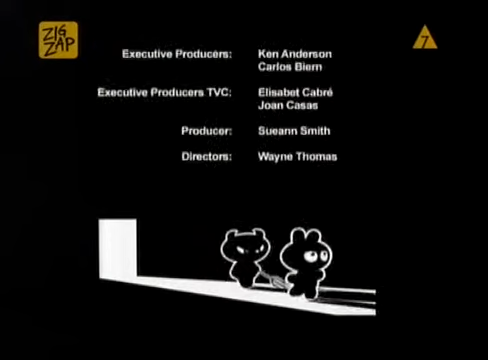 ZIG
ZAP
7
Executive Producers: Ken Anderson
Carlos Biern
Executive Producers TVC: Elisabet Cabré
Joan Casas
Producer: Sueann Smith
Directors: Wayne Thomas